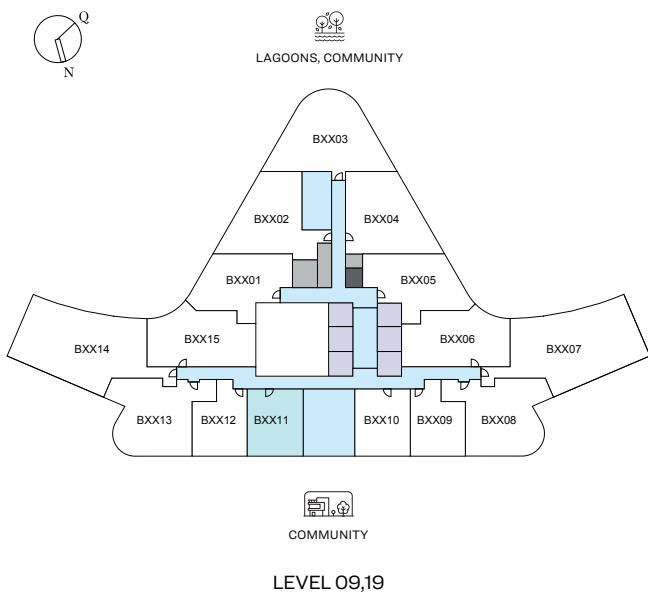 Q
N
LAGOONS, COMMUNITY
BXX03
BXX02
BXX04
BXX01
BXX05
BXX14
BXX15
BXX06
BXX07
BXX13
BXX12
BXX11
BXX10
BXX09
BXX08
COMMUNITY
LEVEL 09,19